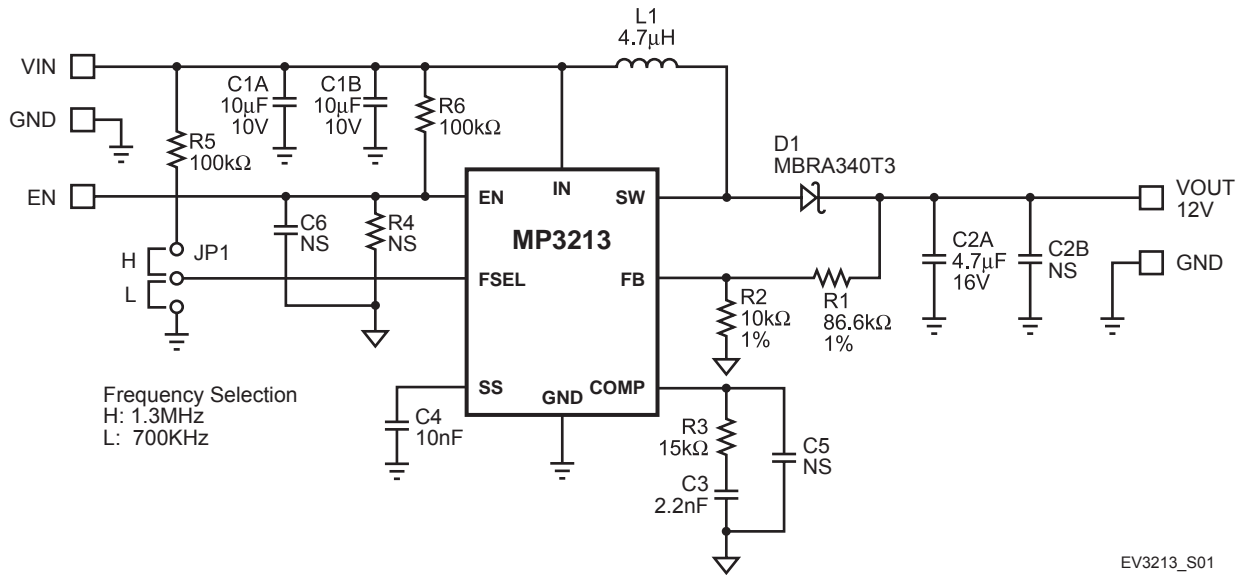 L1
4.7μH
VIN
C1A
10μF
10V
C1B
10μF
10V
R6
100kΩ
GND
R5
100kΩ
D1
MBRA340T3
EN
EN
IN
SW
VOUT
12V
MP3213
C6
NS
R4
NS
C2A
4.7μF
16V
C2B
NS
H
JP1
L
FSEL
FB
GND
R2
10kΩ
1%
R1
86.6kΩ
1%
Frequency Selection
H: 1.3MHz
L: 700KHz
SS
GND
COMP
C4
10nF
R3
15kΩ
C5
NS
C3
2.2nF
EV3213_S01